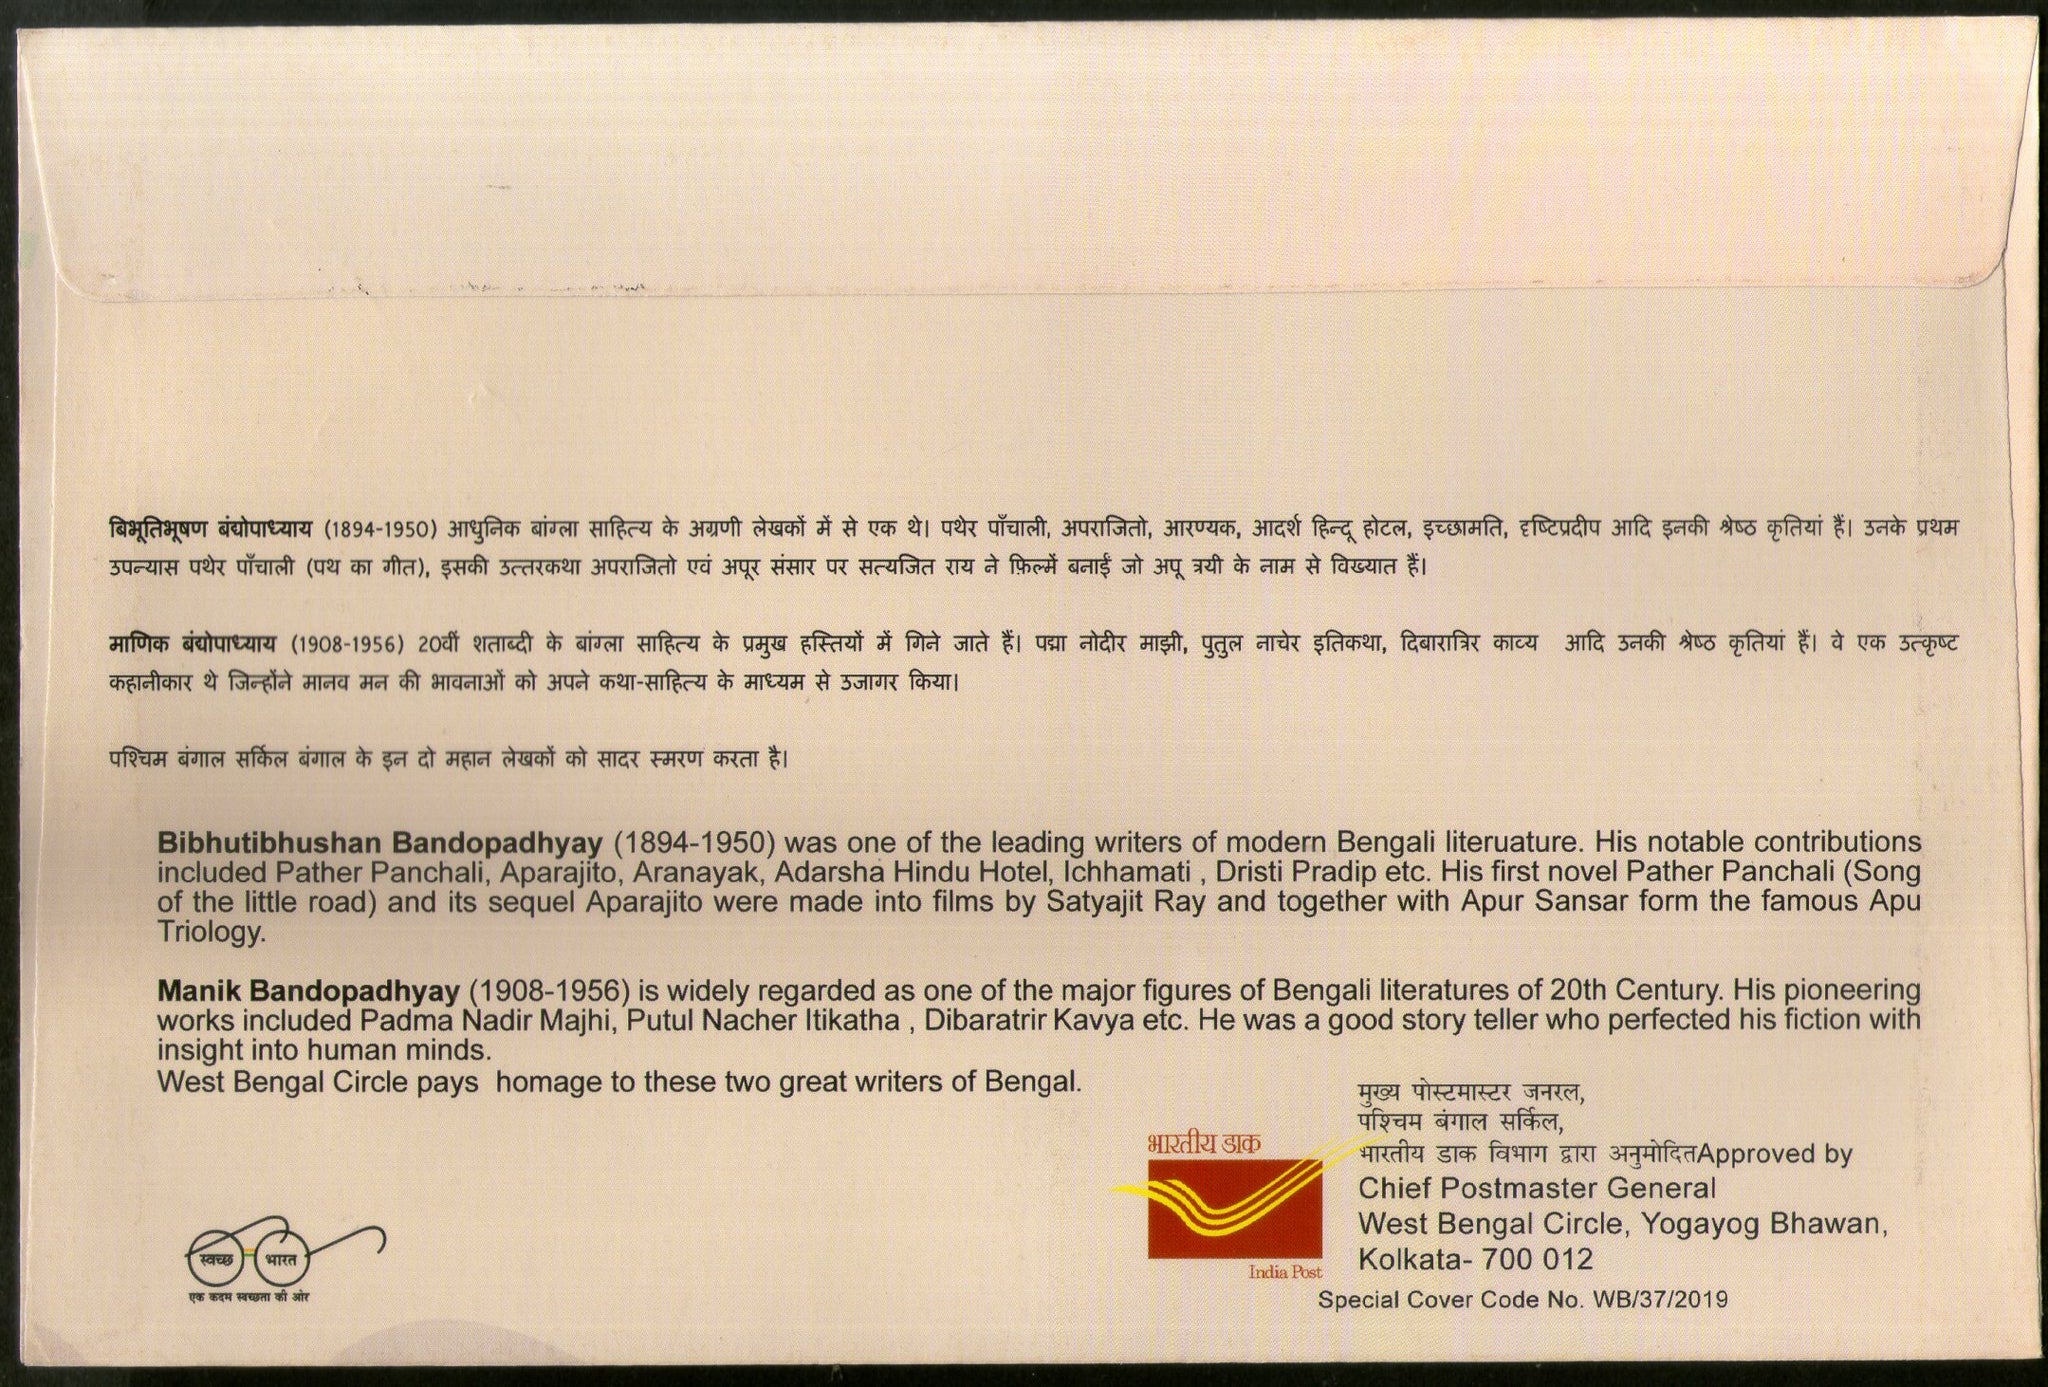 बिभूतिभूषण बंद्योपाध्याय (1894-1950) आधुनिक बांग्ला साहित्य के अग्रणी लेखकों में से एक थे। पथेर पाँचाली, अपराजितो, आरण्यक, आदर्श हिन्दू होटल, इच्छामति, दृष्टिप्रदीप आदि इनकी श्रेष्ठ कृतियां हैं। उनके प्रथम
उपन्यास पथेर पाँचाली (पथ का गीत), इसकी उत्तरकथा अपराजितो एवं अपूर संसार पर सत्यजित राय ने फ़िल्में बनाईं जो अपू त्रयी के नाम से विख्यात हैं।
माणिक बंद्योपाध्याय (1908-1956) 20वीं शताब्दी के बांग्ला साहित्य के प्रमुख हस्तियों में गिने जाते हैं। पद्मा नोदीर माझी, पुतुल नाचेर इतिकथा, दिबारात्रिर काव्य आदि उनकी श्रेष्ठ कृतियां हैं। वे एक उत्कृष्ट
कहानीकार थे जिन्होंने मानव मन की भावनाओं को अपने कथा-साहित्य के माध्यम से उजागर किया।
पश्चिम बंगाल सर्किल बंगाल के इन दो महान लेखकों को सादर स्मरण करता है।
Bibhutibhushan Bandopadhyay (1894-1950) was one of the leading writers of modern Bengali literuature. His notable contributions
included Pather Panchali, Aparajito, Aranayak, Adarsha Hindu Hotel, Ichhamati , Dristi Pradip etc. His first novel Pather Panchali (Song
of the little road) and its sequel Aparajito were made into films by Satyajit Ray and together with Apur Sansar form the famous Apu
Triology.
Manik Bandopadhyay (1908-1956) is widely regarded as one of the major figures of Bengali literatures of 20th Century. His pioneering
works included Padma Nadir Majhi, Putul Nacher Itikatha , Dibaratrir Kavya etc. He was a good story teller who perfected his fiction with
insight into human minds.
West Bengal Circle pays homage to these two great writers of Bengal.
मुख्य पोस्टमास्टर जनरल,
पश्चिम बंगाल सर्किल,
भारतीय डाक विभाग द्वारा अनुमोदितApproved by
Chief Postmaster General
West Bengal Circle, Yogayog Bhawan,
Kolkata- 700 012
Special Cover Code No. WB/37/2019
भारतीय डाक
India Post
स्वच्छ भारत
एक कदम स्वच्छता की ओर